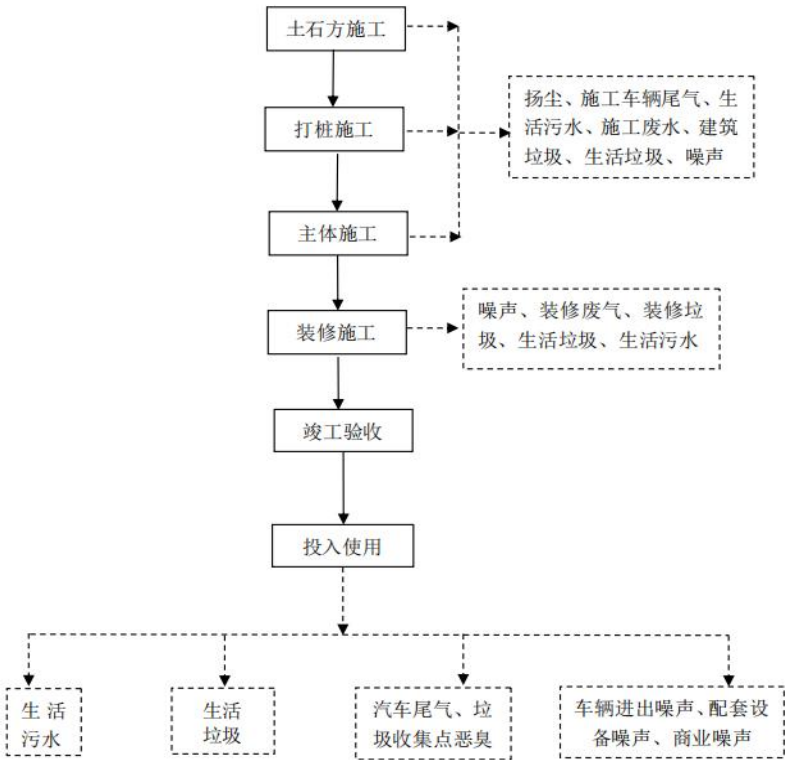 土石方施工
扬尘、施工车辆尾气、生
活污水、施工废水、建筑
垃圾、生活垃圾、噪声
打桩施工
主体施工
噪声、装修废气、装修垃
圾、生活垃圾、生活污水
装修施工
竣工验收
投入使用
生活
污水
生活
垃圾
汽车尾气、垃
圾收集点恶臭
车辆进出噪声、配套设
备噪声、商业噪声